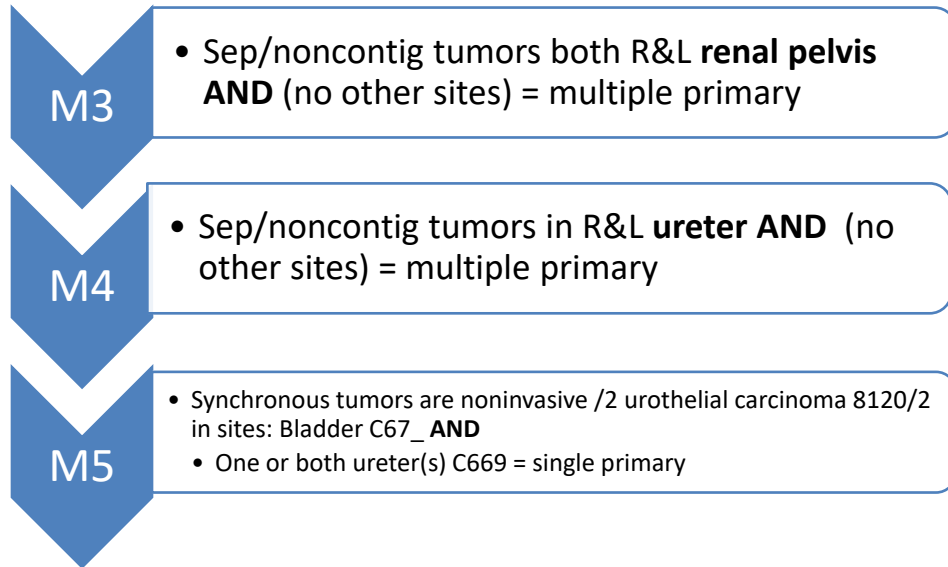 M3
• Sep/noncontig tumors both R&L renal pelvis
AND (no other sites) = multiple primary
M4
• Sep/noncontig tumors in R&L ureter AND (no
other sites) = multiple primary
M5
• Synchronous tumors are noninvasive /2 urothelial carcinoma 8120/2
in sites: Bladder C67_ AND
• One or both ureter(s) C669 = single primary